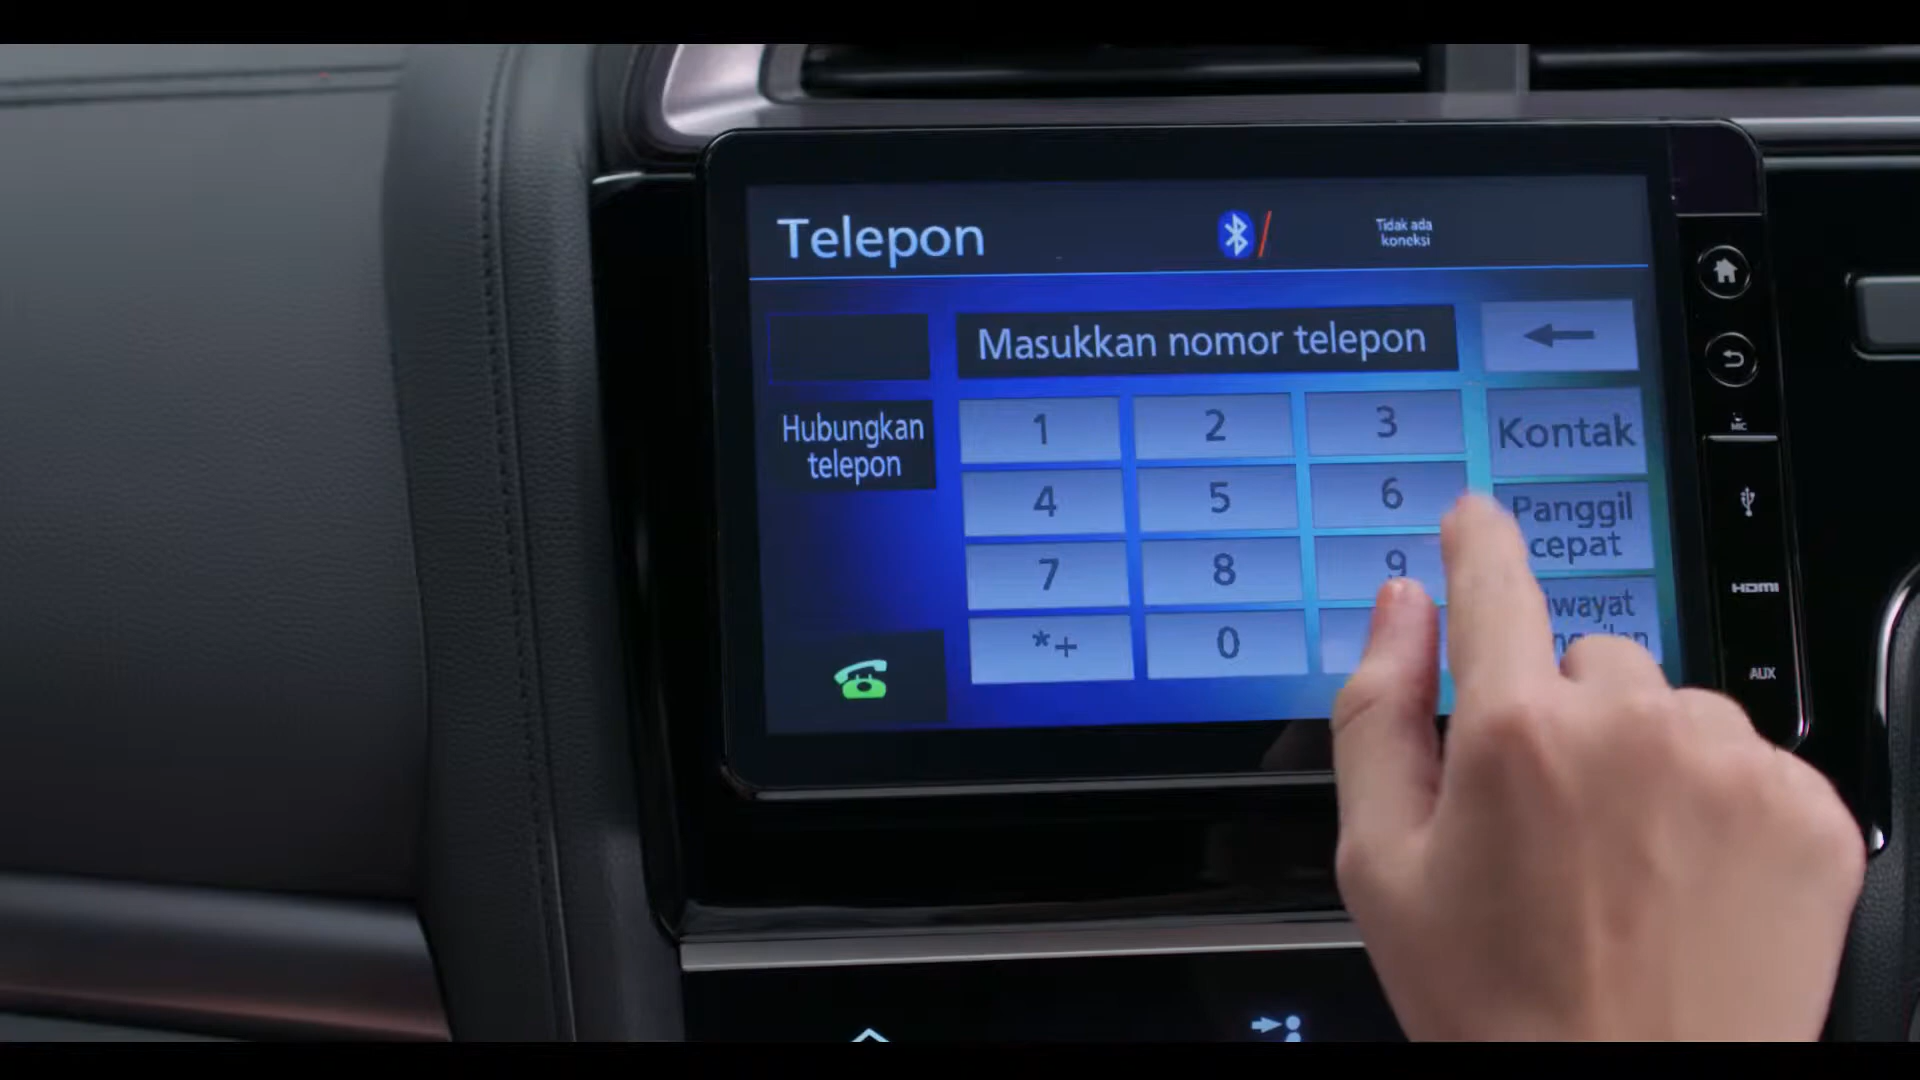 Telepon
Tidak ada
koneksi
Masukkan nomor telepon
Hubungkan
telepon
1 2 3
Kontak
4 5 6
Panggil
cepat
7 8 9
*+ 0
MIC
HDMI
AUX